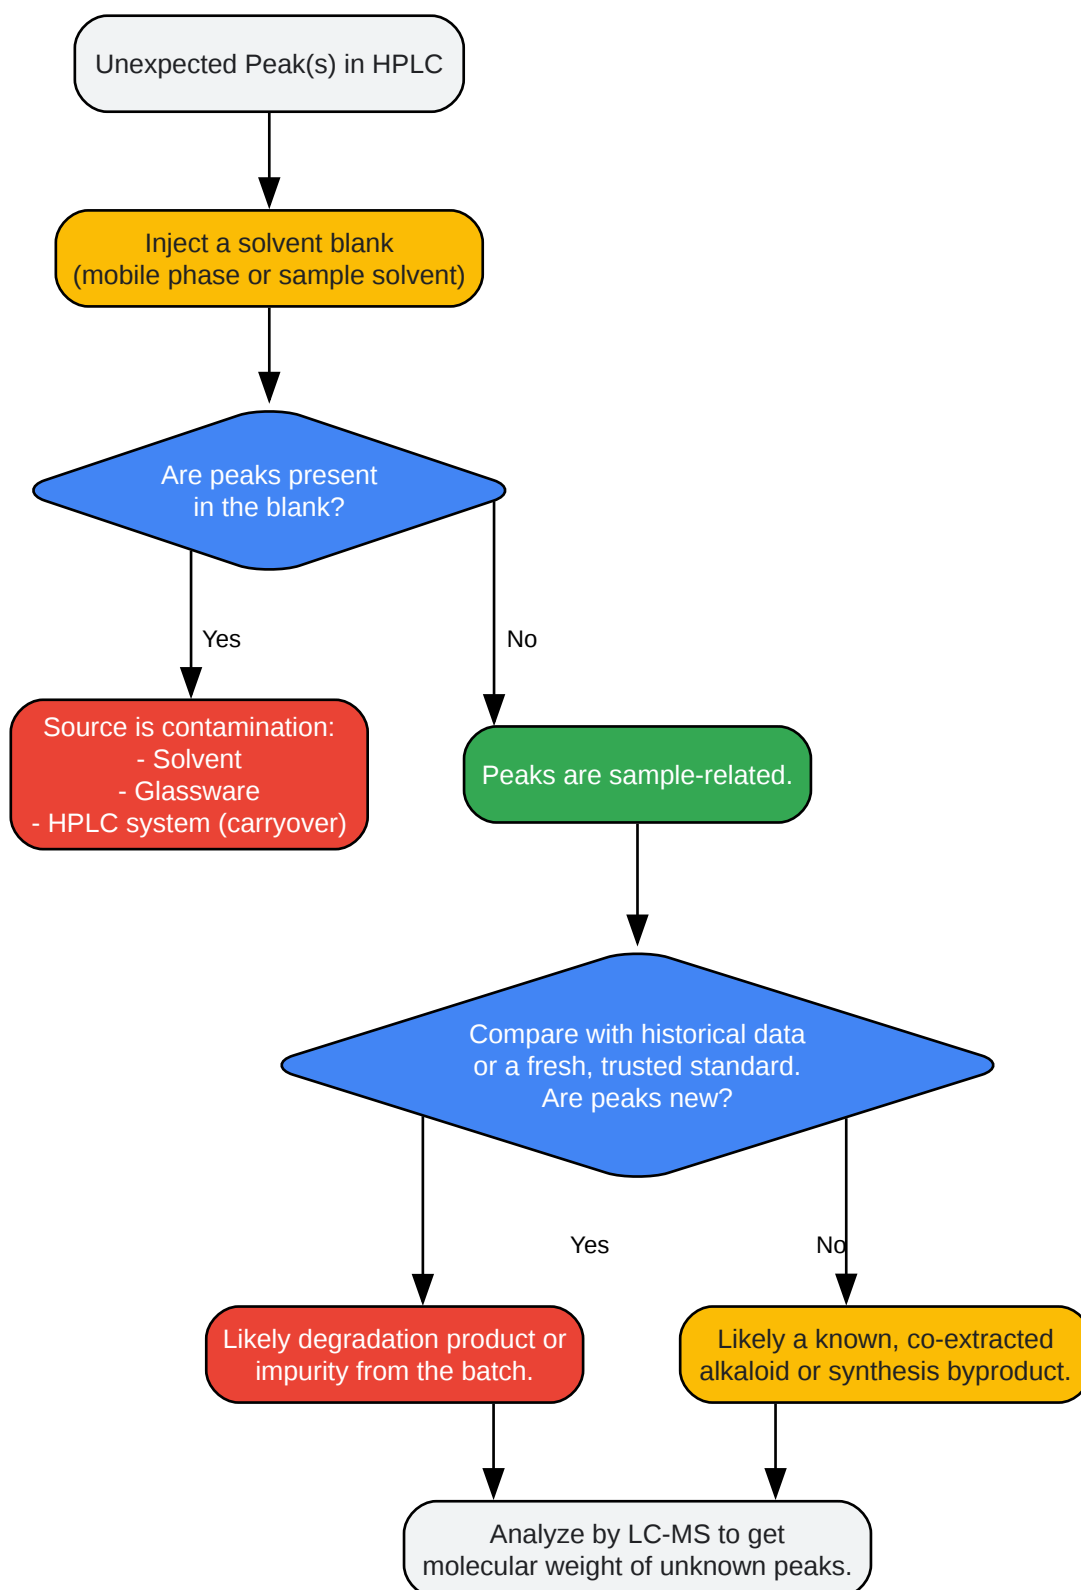 Unexpected Peak(s) in HPLC
Inject a solvent blank
(mobile phase or sample solvent)
Are peaks present
in the blank?
Yes
No
Source is contamination:
- Solvent
- Glassware
- HPLC system (carryover)
Peaks are sample-related.
Compare with historical data
or a fresh, trusted standard.
Are peaks new?
Yes
No
Likely degradation product or
impurity from the batch.
Likely a known, co-extracted
alkaloid or synthesis byproduct.
Analyze by LC-MS to get
molecular weight of unknown peaks.